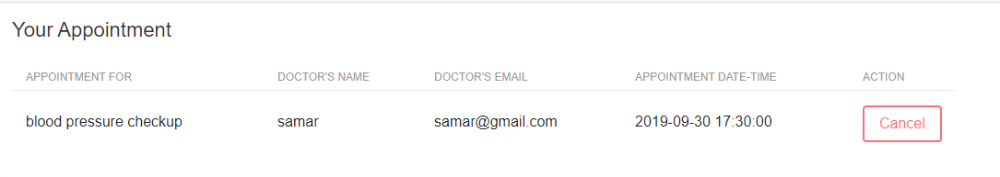 Your Appointment
APPOINTMENT FOR DOCTOR'S NAME DOCTOR'S EMAIL APPOINTMENT DATE-TIME ACTION
blood pressure checkup samar samar@gmail.com 2019-09-30 17:30:00 Cancel